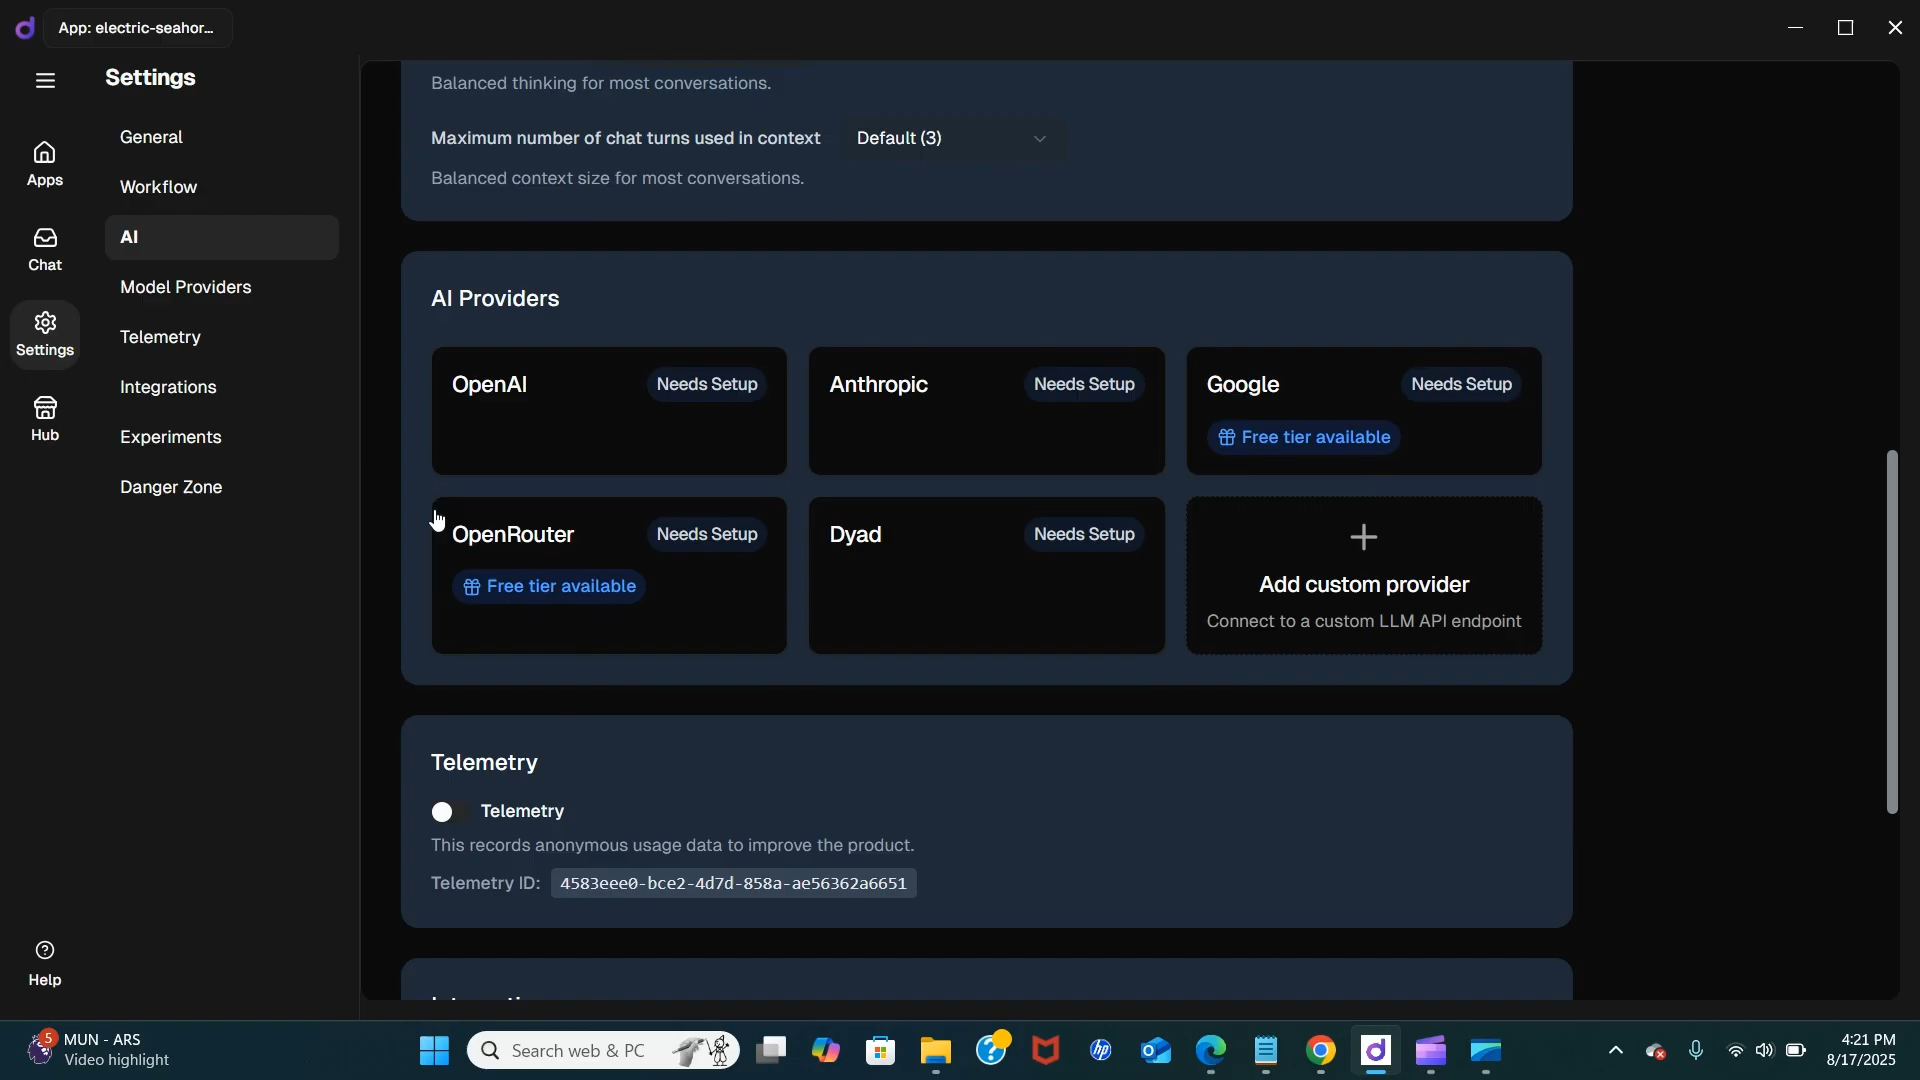 App: electric-seahor...
Settings
General
Workflow
AI
Model Providers
Telemetry
Integrations
Experiments
Danger Zone
Apps
Chat
Settings
Hub
Help
Balanced thinking for most conversations.
Maximum number of chat turns used in context Default (3)
Balanced context size for most conversations.
AI Providers
OpenAI Needs Setup
Anthropic Needs Setup
Google Needs Setup
Free tier available
OpenRouter Needs Setup
Free tier available
Dyad Needs Setup
Add custom provider
Connect to a custom LLM API endpoint
Telemetry
Telemetry
This records anonymous usage data to improve the product.
Telemetry ID: 4583eee0-bce2-4d7d-858a-ae56362a6651
5
MUN - ARS
Video highlight
Search web & PC
hp
4:21 PM
8/17/2025